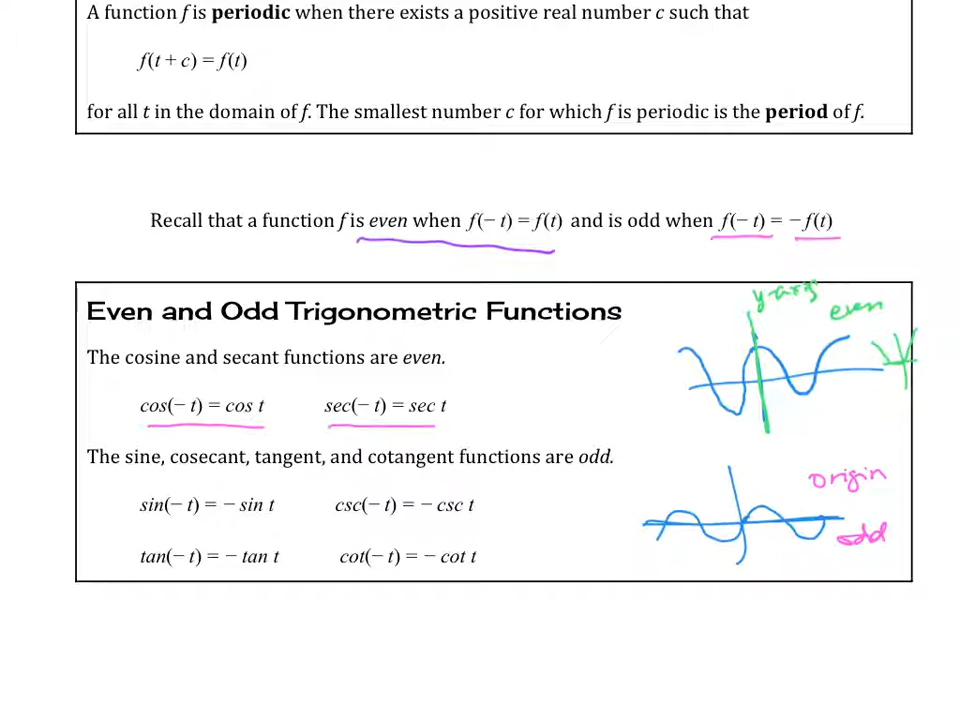 A function f is periodic when there exists a positive real number c such that
f(t + c) = f(t)
for all t in the domain of f. The smallest number c for which f is periodic is the period of f.
Recall that a function f is even when f(− t) = f(t) and is odd when f(− t) = − f(t)
Even and Odd Trigonometric Functions
y-axis
even
The cosine and secant functions are even.
cos(− t) = cos t sec(− t) = sec t
The sine, cosecant, tangent, and cotangent functions are odd.
origin
sin(− t) = − sin t csc(− t) = − csc t
odd
tan(− t) = − tan t cot(− t) = − cot t